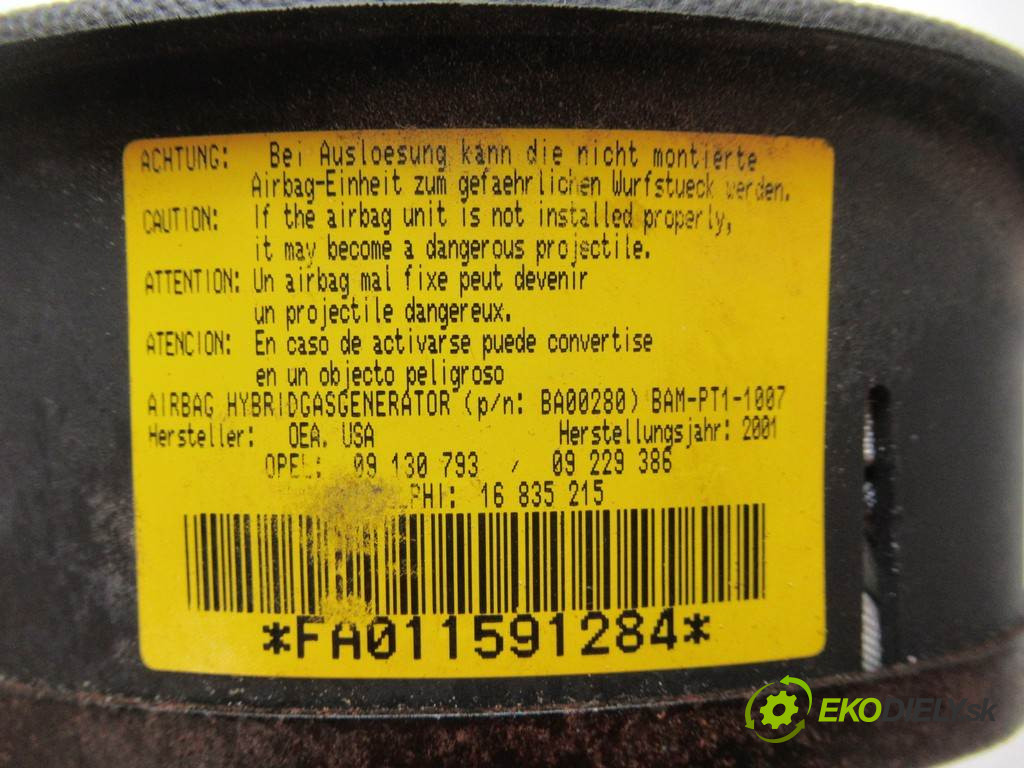 ACHTUNG: Bei Ausloesung kann die nicht montierte
Airbag-Einheit zum gefaehrlichen Wurfstueck werden.
CAUTION: If the airbag unit is not installed properly,
it may become a dangerous projectile.
ATTENTION: Un airbag mal fixe peut devenir
un projectile dangereux.
ATENCION: En caso de activarse puede convertise
en un objecto peligroso
AIRBAG HYBRIDGASGENERATOR (p/n: BA00280) BAM-PT1-1007
Hersteller: OEA. USA Herstellungsjahr: 2001
OPEL: 09 130 793 / 09 229 386
PHI: 16 835 215
*FA011591284*
EKODIELY.sk